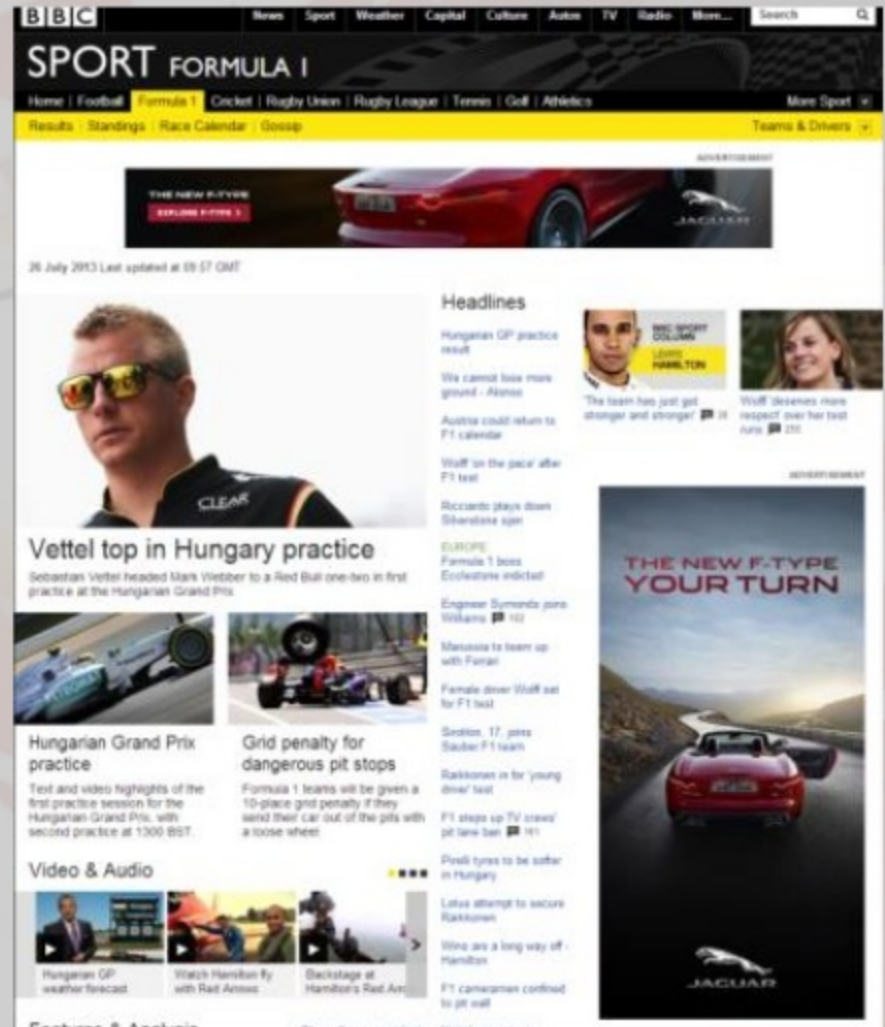 BBC
News Sport Weather Capital Culture Autos TV Radio More... Search
SPORT FORMULA 1
Home | Football | Formula 1 | Cricket | Rugby Union | Rugby League | Tennis | Golf | Athletics More Sport
Results Standings Race Calendar Gossip Teams & Drivers
ADVERTISEMENT
THE NEW F-TYPE
EXPLORE F-TYPE >
JAGUAR
26 July 2013 Last updated at 09:57 GMT
CLEAR
Vettel top in Hungary practice
Sebastian Vettel headed Mark Webber to a Red Bull one-two in first
practice at the Hungarian Grand Prix
PETRONAS
Hungarian Grand Prix
practice
Text and video highlights of the
first practice session for the
Hungarian Grand Prix, with
second practice at 1300 BST.
Grid penalty for
dangerous pit stops
Formula 1 teams will be given a
10-place grid penalty if they
send their car out of the pits with
a loose wheel
Video & Audio
Hungarian GP
weather forecast
Watch Hamilton fly
with Red Arrows
Backstage at
Hamilton's Red Arr
Features & Analysis
Headlines
Hungarian GP practice
result
We cannot lose more
ground - Alonso
Austria could return to
F1 calendar
Wolff 'on the pace' after
F1 test
Ricciardo plays down
Silverstone spin
EUROPE
Formula 1 boss
Ecclestone indicted
Engineer Symonds joins
Williams 102
Marussia to team up
with Ferrari
Female driver Wolff set
for F1 test
Sirotkin, 17, joins
Sauber F1 team
Raikkonen in for 'young
driver' test
F1 steps up TV crews'
pit lane ban 161
Pirelli tyres to be softer
in Hungary
Lotus attempt to secure
Raikkonen
Wins are a long way off -
Hamilton
F1 cameramen confined
to pit wall
BBC SPORT
COLUMN
LEWIS
HAMILTON
'The team has just got
stronger and stronger'
Wolff 'deserves more
respect' over her test
runs 255
ADVERTISEMENT
THE NEW F-TYPE
YOUR TURN
JAGUAR